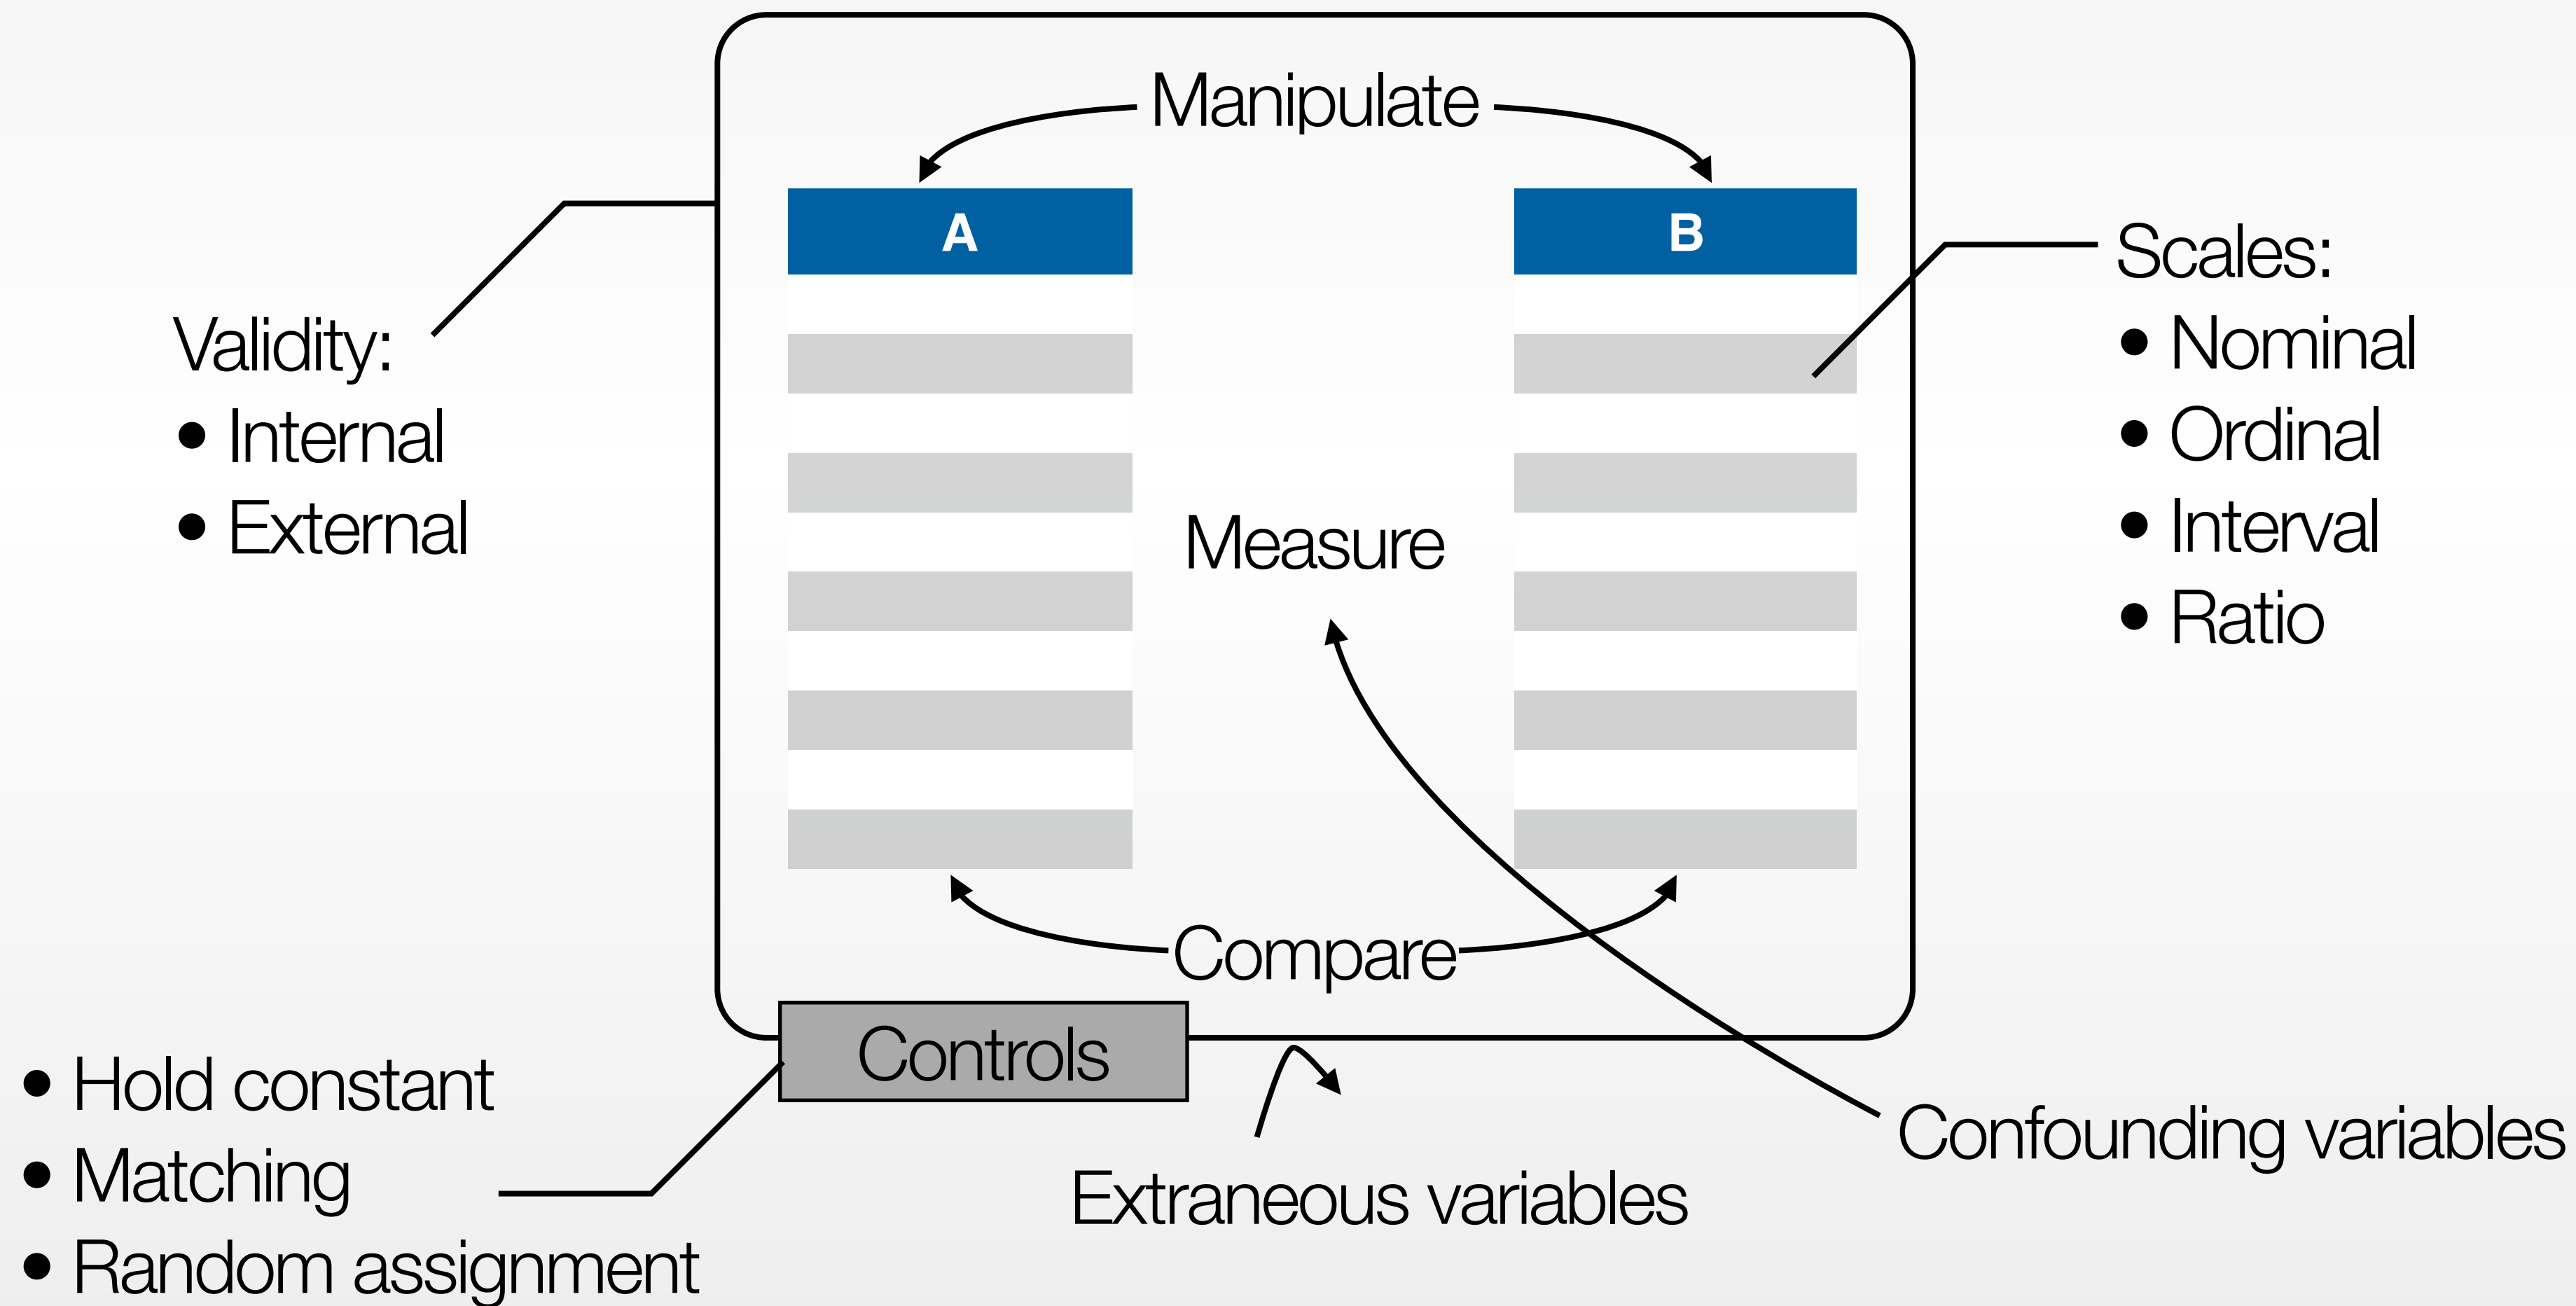 Manipulate
A
B
Validity:
• Internal
• External
Measure
Scales:
• Nominal
• Ordinal
• Interval
• Ratio
Compare
Controls
• Hold constant
• Matching
• Random assignment
Extraneous variables
Confounding variables